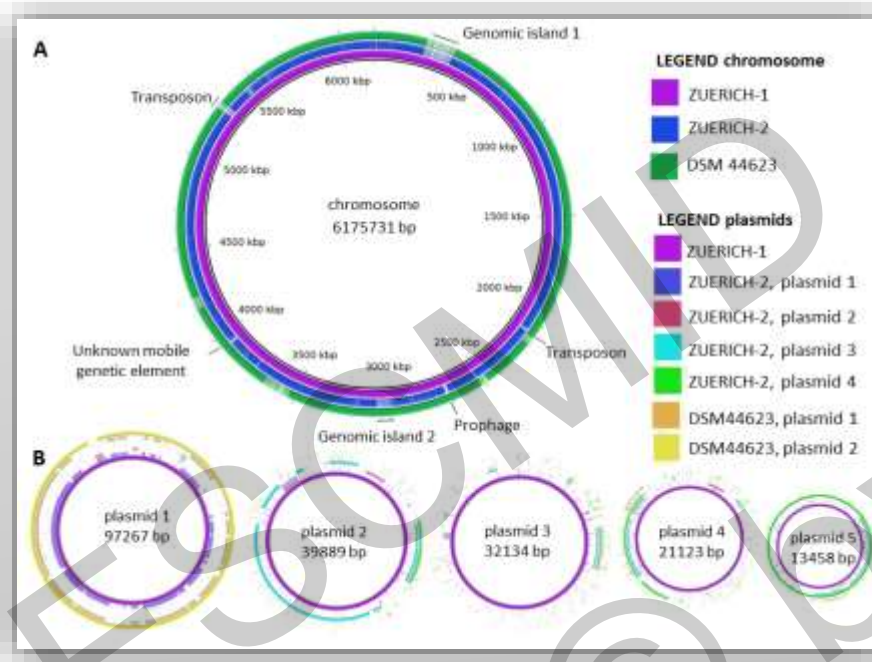 A
Genomic island 1
Transposon
6000 kbp
500 kbp
5500 kbp
1000 kbp
5000 kbp
chromosome
6175731 bp
1500 kbp
4500 kbp
2000 kbp
4000 kbp
2500 kbp
3500 kbp
3000 kbp
Unknown mobile
genetic element
Transposon
Prophage
Genomic island 2
LEGEND chromosome
ZUERICH-1
ZUERICH-2
DSM 44623
LEGEND plasmids
ZUERICH-1
ZUERICH-2, plasmid 1
ZUERICH-2, plasmid 2
ZUERICH-2, plasmid 3
ZUERICH-2, plasmid 4
DSM44623, plasmid 1
DSM44623, plasmid 2
B
plasmid 1
97267 bp
plasmid 2
39889 bp
plasmid 3
32134 bp
plasmid 4
21123 bp
plasmid 5
13458 bp
ESCMID
©